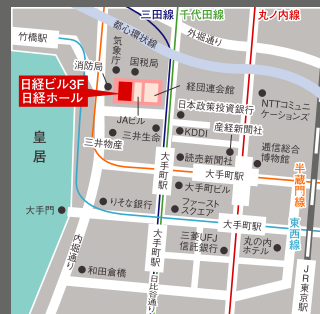 三田線
千代田線
丸ノ内線
竹橋駅
都心環状線
外堀通り
気象庁
国税局
消防局
日経ビル3F
日経ホール
経団連会館
NTTコミュニ
ケーションズ
日本政策投資銀行
JAビル
三井生命
KDDI
産経新聞社
三井物産
皇居
大手町駅
読売新聞社
逓信総合
博物館
大手町駅
半蔵門線
大手町ビル
りそな銀行
ファースト
スクエア
大手門
大手町駅
東西線
大手町駅
内堀通り
三菱UFJ
信託銀行
丸の内
ホテル
和田倉橋
日比谷通り
JR東京駅